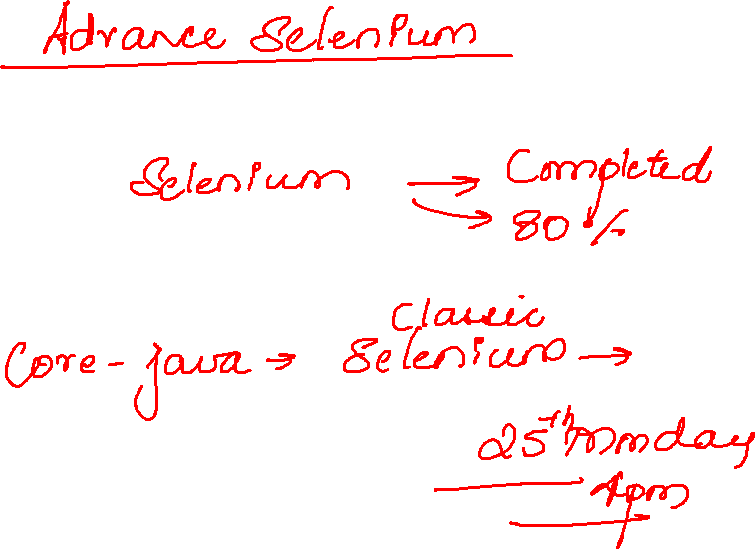 Advance Selenium
Selenium → Completed
→ 80%
Classic
Core-java → Selenium →
25th Monday
4pm